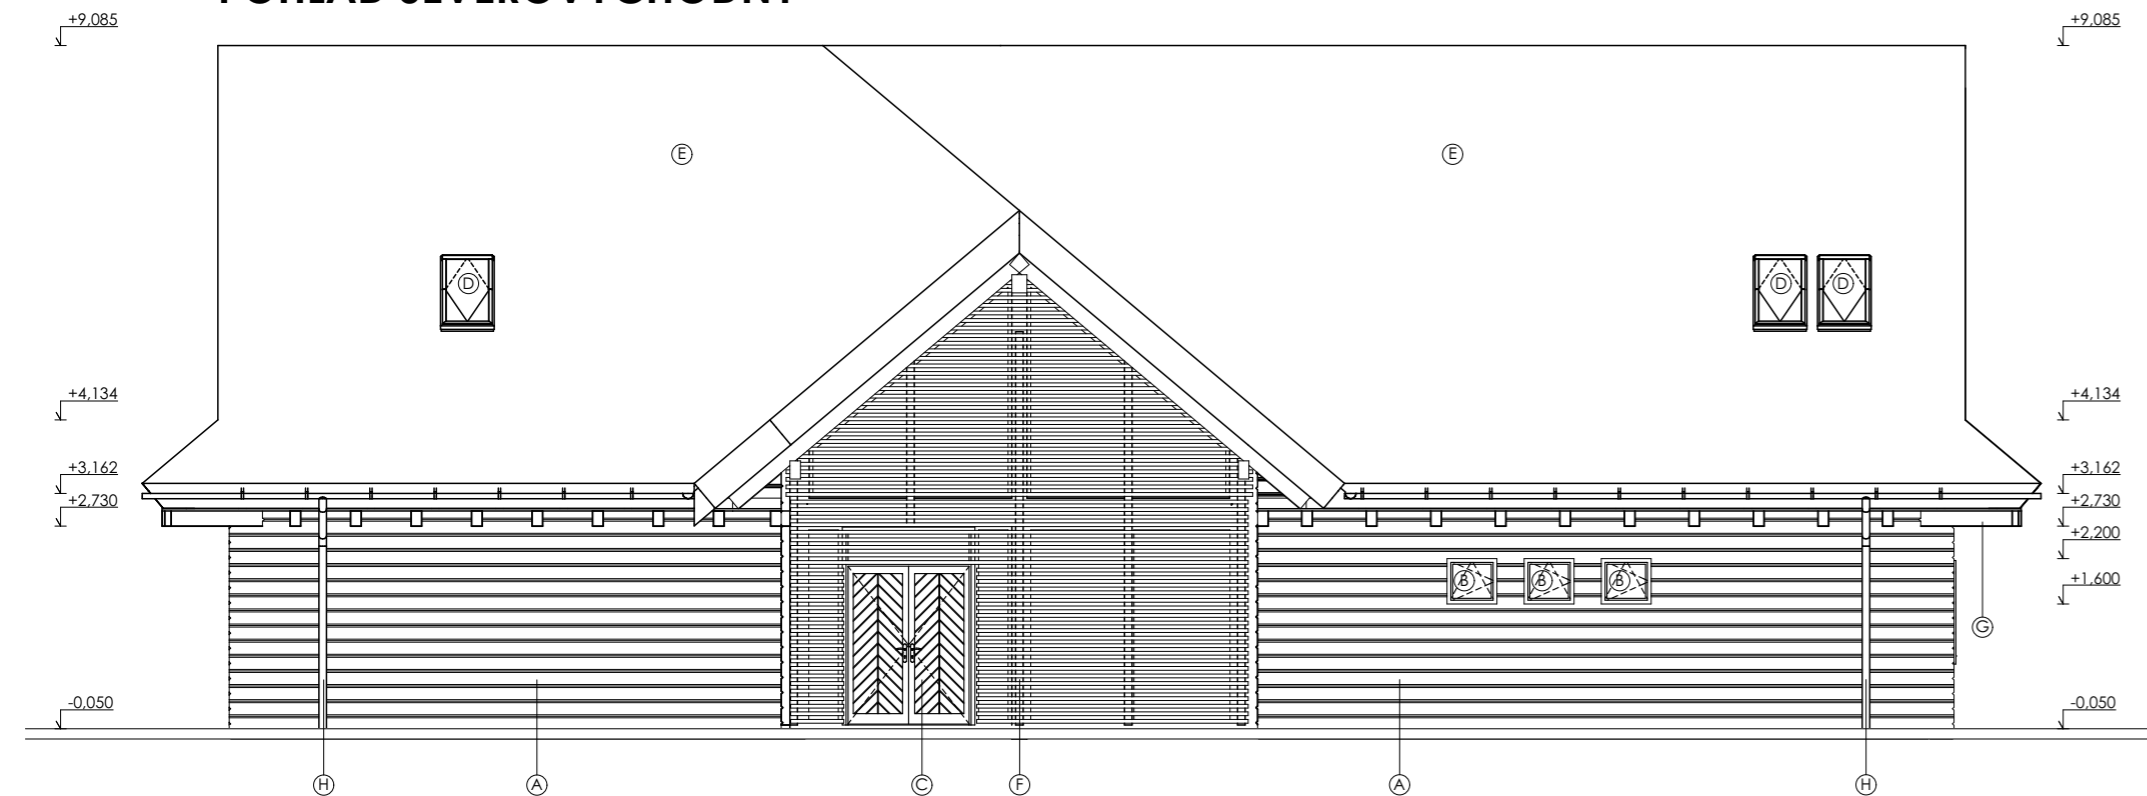 +9,085
+9,085
E
E
D
D
D
+4,134
+4,134
+3,162
+3,162
+2,730
+2,730
+2,200
B
B
B
+1,600
G
-0,050
-0,050
H
A
C
F
A
H